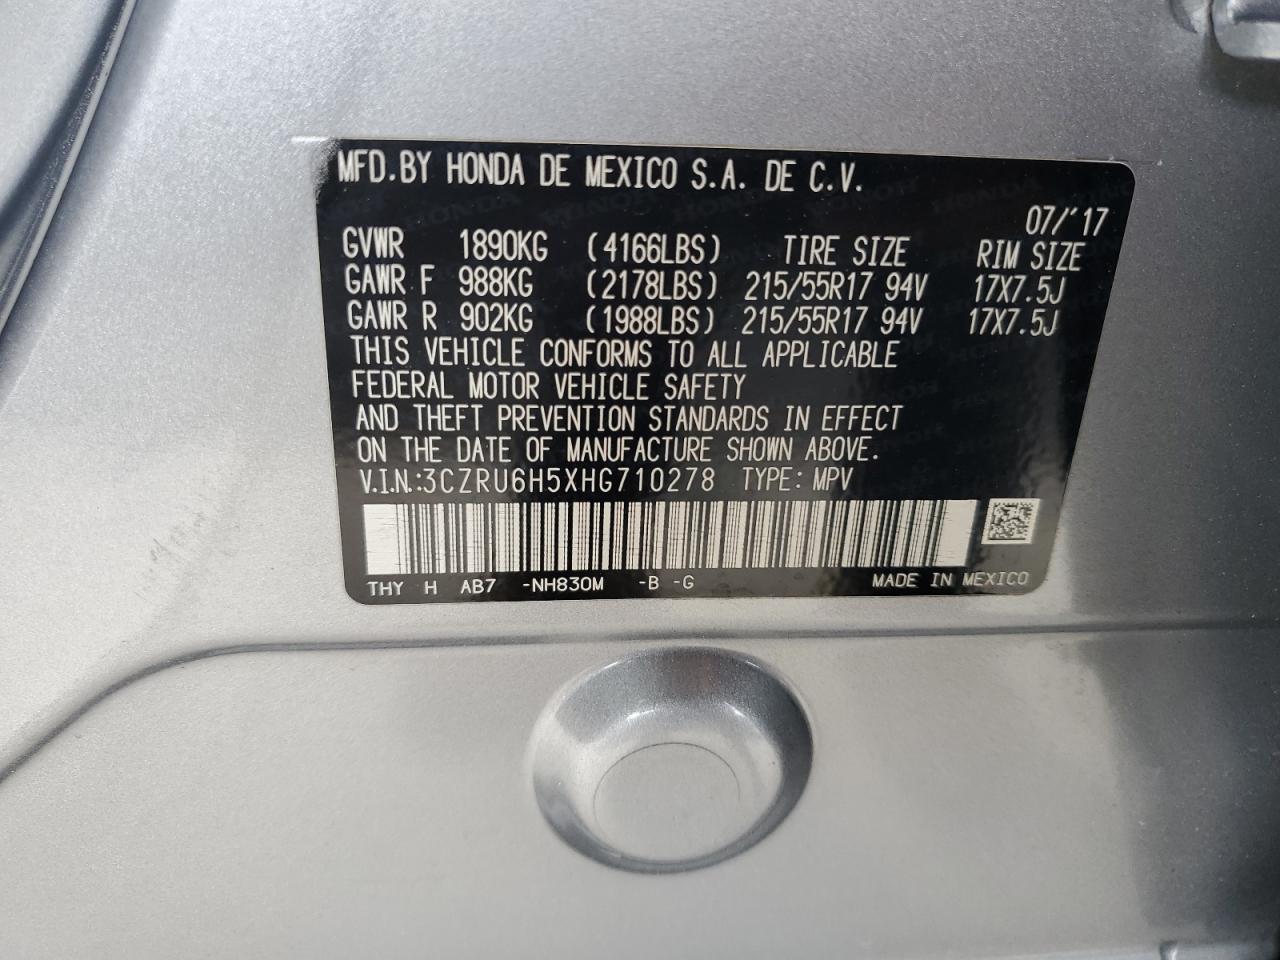 MFD.BY HONDA DE MEXICO S.A. DE C.V.
07/'17
GVWR 1890KG (4166LBS) TIRE SIZE RIM SIZE
GAWR F 988KG (2178LBS) 215/55R17 94V 17X7.5J
GAWR R 902KG (1988LBS) 215/55R17 94V 17X7.5J
THIS VEHICLE CONFORMS TO ALL APPLICABLE
FEDERAL MOTOR VEHICLE SAFETY
AND THEFT PREVENTION STANDARDS IN EFFECT
ON THE DATE OF MANUFACTURE SHOWN ABOVE.
V.I.N.:3CZRU6H5XHG710278 TYPE: MPV
THY H AB7 -NH830M -B -G MADE IN MEXICO